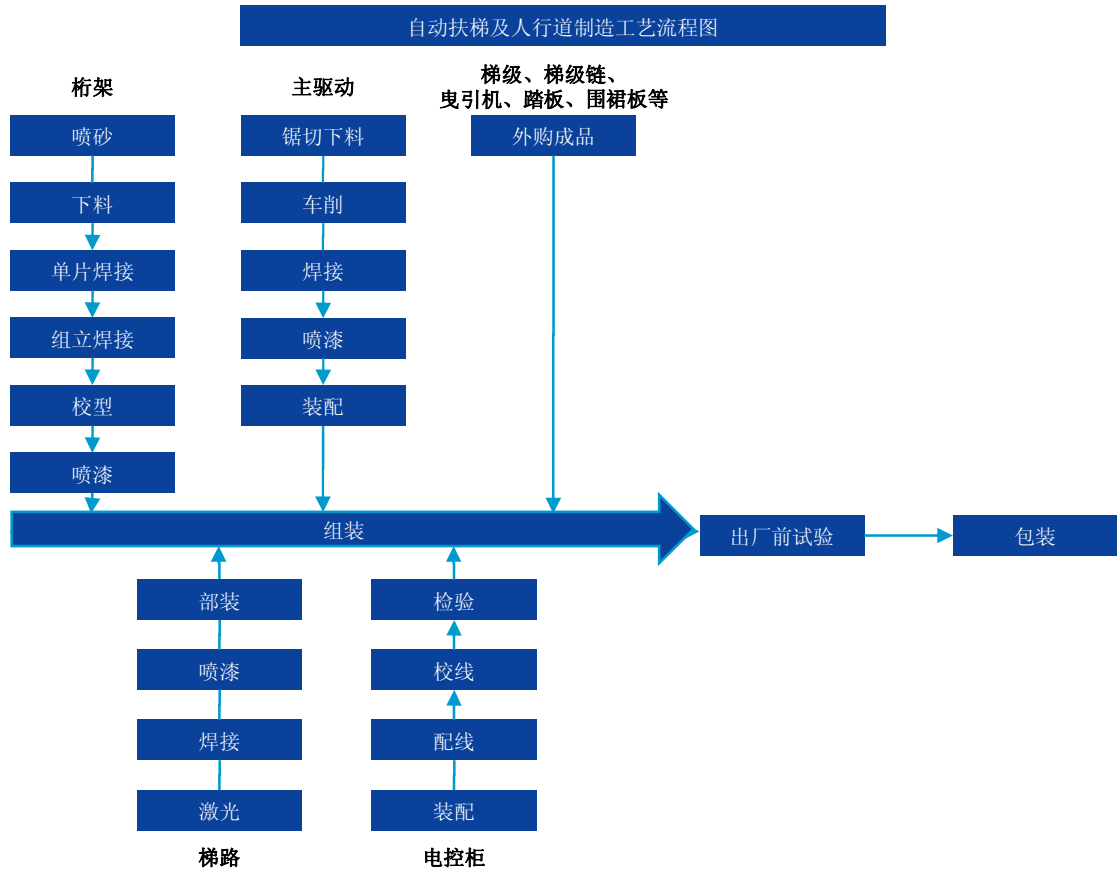 自动扶梯及人行道制造工艺流程图
桁架
主驱动
梯级、梯级链、
曳引机、踏板、围裙板等
喷砂
锯切下料
外购成品
下料
车削
单片焊接
焊接
组立焊接
喷漆
校型
装配
喷漆
组装
出厂前试验
包装
部装
检验
喷漆
校线
焊接
配线
激光
装配
梯路
电控柜